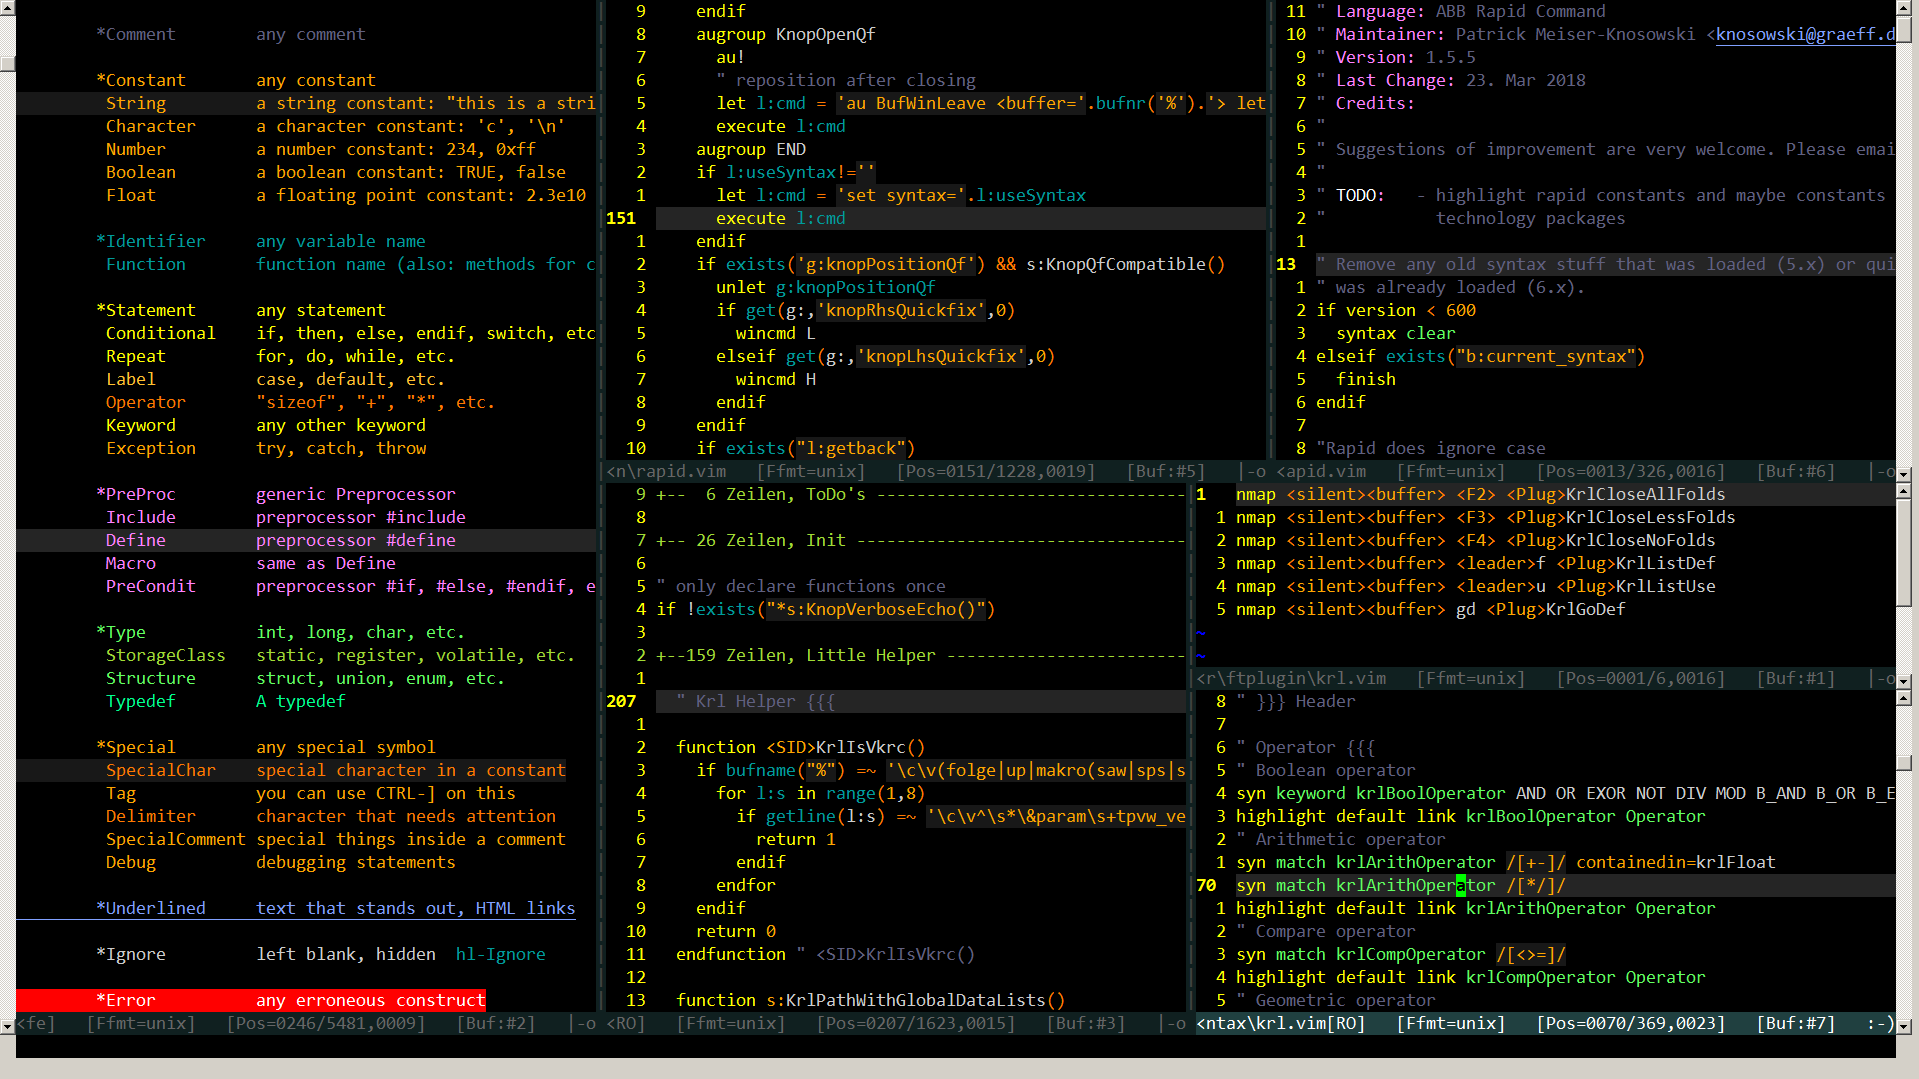 *Comment        any comment
*Constant       any constant
 String         a string constant: "this is a stri
 Character      a character constant: 'c', '\n'
 Number         a number constant: 234, 0xff
 Boolean        a boolean constant: TRUE, false
 Float          a floating point constant: 2.3e10
*Identifier     any variable name
 Function       function name (also: methods for c
*Statement      any statement
 Conditional    if, then, else, endif, switch, etc
 Repeat         for, do, while, etc.
 Label          case, default, etc.
 Operator       "sizeof", "+", "*", etc.
 Keyword        any other keyword
 Exception      try, catch, throw
*PreProc        generic Preprocessor
 Include        preprocessor #include
 Define         preprocessor #define
 Macro          same as Define
 PreCondit      preprocessor #if, #else, #endif, e
*Type           int, long, char, etc.
 StorageClass   static, register, volatile, etc.
 Structure      struct, union, enum, etc.
 Typedef        A typedef
*Special        any special symbol
 SpecialChar    special character in a constant
 Tag            you can use CTRL-] on this
 Delimiter      character that needs attention
 SpecialComment special things inside a comment
 Debug          debugging statements
*Underlined     text that stands out, HTML links
*Ignore         left blank, hidden  hl-Ignore
*Error          any erroneous construct
<fe]   [Ffmt=unix]   [Pos=0246/5481,0009]   [Buf:#2]   |-o
9     endif
8     augroup KnopOpenQf
7       au!
6       " reposition after closing
5       let l:cmd = 'au BufWinLeave <buffer='.bufnr('%').'> let
4       execute l:cmd
3     augroup END
2     if l:useSyntax!=''
1       let l:cmd = 'set syntax='.l:useSyntax
151       execute l:cmd
1     endif
2     if exists('g:knopPositionQf') && s:KnopQfCompatible()
3       unlet g:knopPositionQf
4       if get(g:,'knopRhsQuickfix',0)
5         wincmd L
6       elseif get(g:,'knopLhsQuickfix',0)
7         wincmd H
8       endif
9     endif
10     if exists("l:getback")
<n\rapid.vim   [Ffmt=unix]   [Pos=0151/1228,0019]   [Buf:#5]   |-o
11 " Language: ABB Rapid Command
10 " Maintainer: Patrick Meiser-Knosowski <knosowski@graeff.d
9 " Version: 1.5.5
8 " Last Change: 23. Mar 2018
7 " Credits:
6 "
5 " Suggestions of improvement are very welcome. Please emai
4 "
3 " TODO:   - highlight rapid constants and maybe constants
2 "           technology packages
1
13 " Remove any old syntax stuff that was loaded (5.x) or qui
1 " was already loaded (6.x).
2 if version < 600
3   syntax clear
4 elseif exists("b:current_syntax")
5   finish
6 endif
7
8 "Rapid does ignore case
<apid.vim   [Ffmt=unix]   [Pos=0013/326,0016]   [Buf:#6]   |-o
9 +--  6 Zeilen, ToDo's -------------------------------
8
7 +-- 26 Zeilen, Init ----------------------------------
6
5 " only declare functions once
4 if !exists("*s:KnopVerboseEcho()")
3
2 +--159 Zeilen, Little Helper ------------------------
1
207   " Krl Helper {{{
1
2   function <SID>KrlIsVkrc()
3     if bufname("%") =~ '\c\v(folge|up|makro(saw|sps|s
4       for l:s in range(1,8)
5         if getline(l:s) =~ '\c\v^\s*\&param\s+tpvw_ve
6           return 1
7         endif
8       endfor
9     endif
10     return 0
11   endfunction " <SID>KrlIsVkrc()
12
13   function s:KrlPathWithGlobalDataLists()
<RO]   [Ffmt=unix]   [Pos=0207/1623,0015]   [Buf:#3]   |-o
1   nmap <silent><buffer> <F2> <Plug>KrlCloseAllFolds
1 nmap <silent><buffer> <F3> <Plug>KrlCloseLessFolds
2 nmap <silent><buffer> <F4> <Plug>KrlCloseNoFolds
3 nmap <silent><buffer> <leader>f <Plug>KrlListDef
4 nmap <silent><buffer> <leader>u <Plug>KrlListUse
5 nmap <silent><buffer> gd <Plug>KrlGoDef
~
~
<r\ftplugin\krl.vim   [Ffmt=unix]   [Pos=0001/6,0016]   [Buf:#1]   |-o
8 " }}} Header
7
6 " Operator {{{
5 " Boolean operator
4 syn keyword krlBoolOperator AND OR EXOR NOT DIV MOD B_AND B_OR B_E
3 highlight default link krlBoolOperator Operator
2 " Arithmetic operator
1 syn match krlArithOperator /[+-]/ containedin=krlFloat
70  syn match krlArithOperator /[*/]/
1 highlight default link krlArithOperator Operator
2 " Compare operator
3 syn match krlCompOperator /[<>=]/
4 highlight default link krlCompOperator Operator
5 " Geometric operator
<ntax\krl.vim[RO]   [Ffmt=unix]   [Pos=0070/369,0023]   [Buf:#7]   :-)